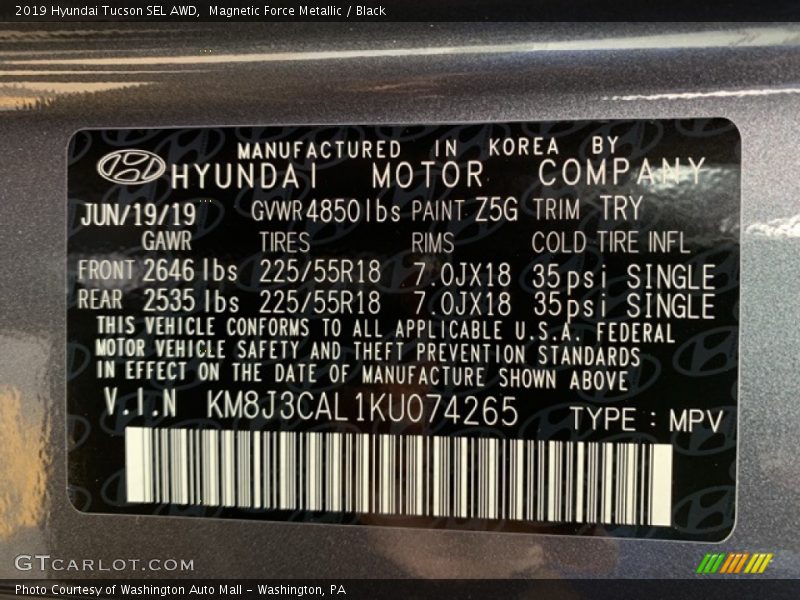 2019 Hyundai Tucson SEL AWD,  Magnetic Force Metallic / Black
MANUFACTURED IN KOREA BY
HYUNDAI MOTOR COMPANY
JUN/19/19 GVWR 4850 lbs PAINT Z5G TRIM TRY
GAWR TIRES RIMS COLD TIRE INFL
FRONT 2646 lbs 225/55R18 7.0JX18 35psi SINGLE
REAR 2535 lbs 225/55R18 7.0JX18 35psi SINGLE
THIS VEHICLE CONFORMS TO ALL APPLICABLE U.S.A. FEDERAL
MOTOR VEHICLE SAFETY AND THEFT PREVENTION STANDARDS
IN EFFECT ON THE DATE OF MANUFACTURE SHOWN ABOVE
V.I.N KM8J3CAL1KU074265 TYPE : MPV
GTCARLOT.COM
Photo Courtesy of Washington Auto Mall - Washington, PA